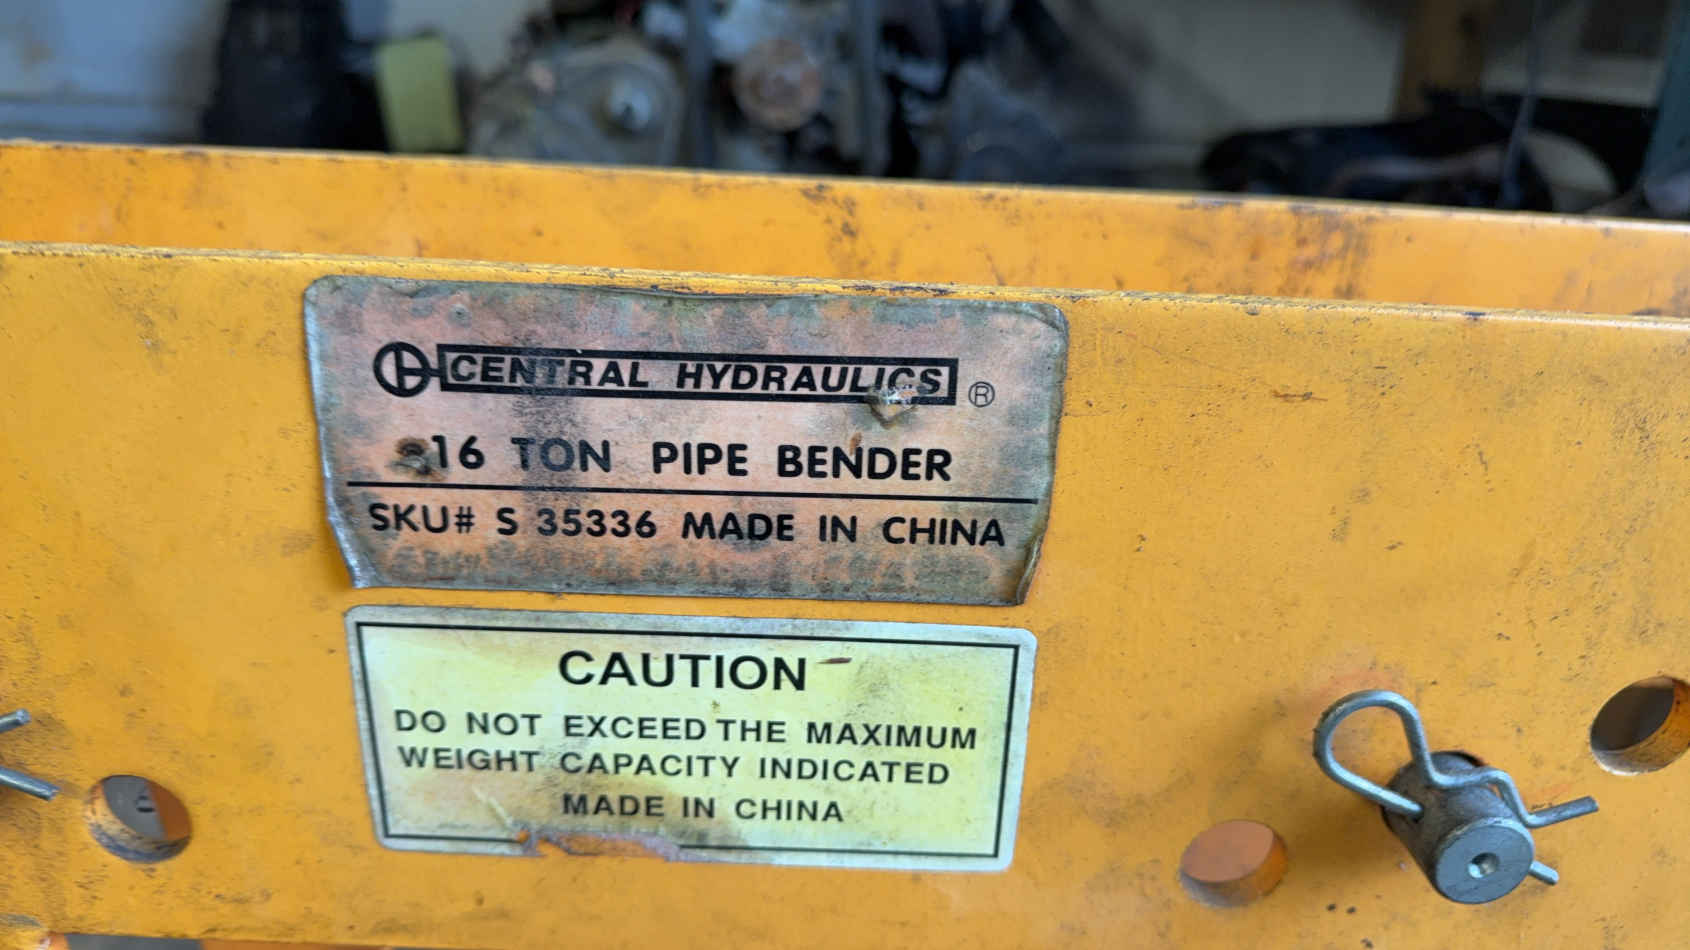 CENTRAL HYDRAULICS ®
16 TON PIPE BENDER
SKU# S 35336 MADE IN CHINA
CAUTION
DO NOT EXCEED THE MAXIMUM
WEIGHT CAPACITY INDICATED
MADE IN CHINA